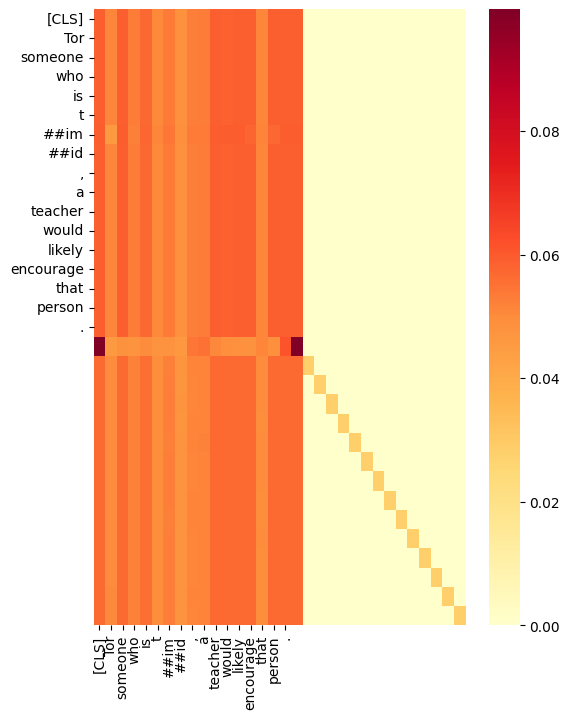 [CLS]
Tor
someone
who
is
t
##im
##id
,
a
teacher
would
likely
encourage
that
person
.
0.08
0.06
0.04
0.02
0.00
[CLS]
Tor
someone
who
is
t
##im
##id
,
a
teacher
would
likely
encourage
that
person
.